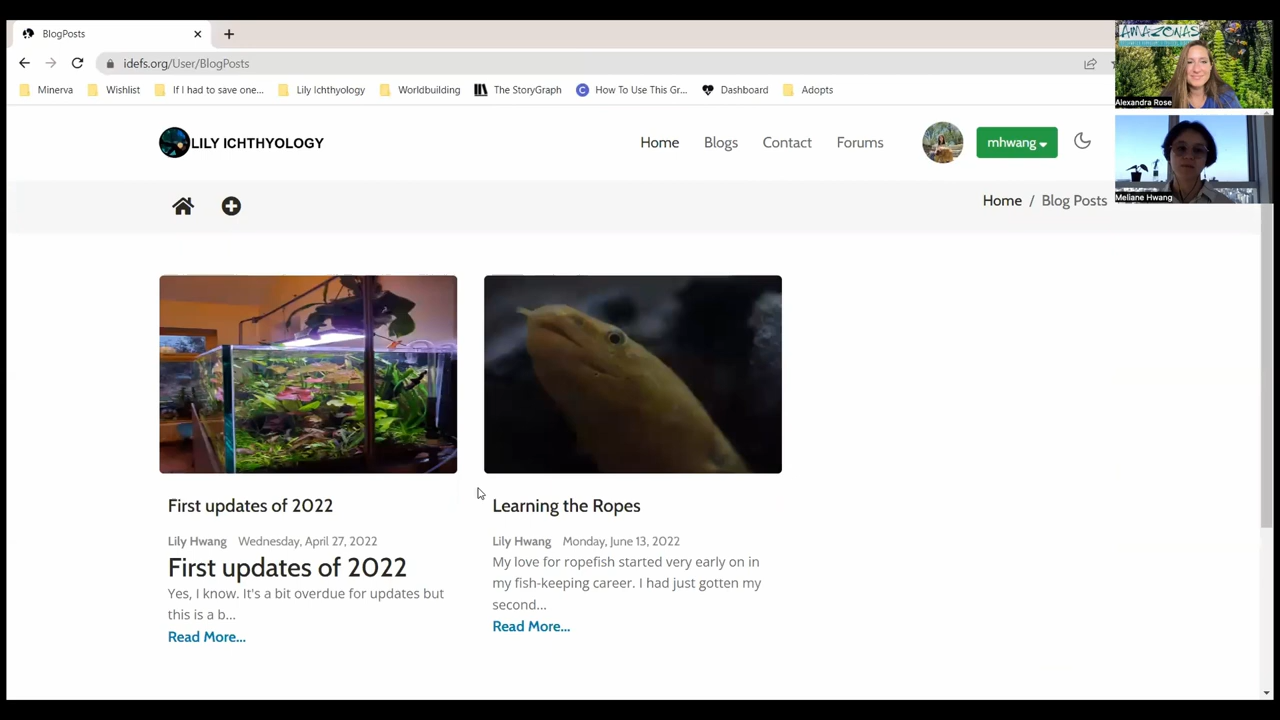 BlogPosts
idefs.org/User/BlogPosts
Minerva
Wishlist
If I had to save one...
Lily Ichthyology
Worldbuilding
The StoryGraph
How To Use This Gr...
Dashboard
Adopts
AMAZONAS
Alexandra Rose
Meliane Hwang
LILY ICHTHYOLOGY
Home
Blogs
Contact
Forums
mhwang
Home / Blog Posts
First updates of 2022
Lily Hwang Wednesday, April 27, 2022
First updates of 2022
Yes, I know. It's a bit overdue for updates but
this is a b...
Read More...
Learning the Ropes
Lily Hwang Monday, June 13, 2022
My love for ropefish started very early on in
my fish-keeping career. I had just gotten my
second...
Read More...